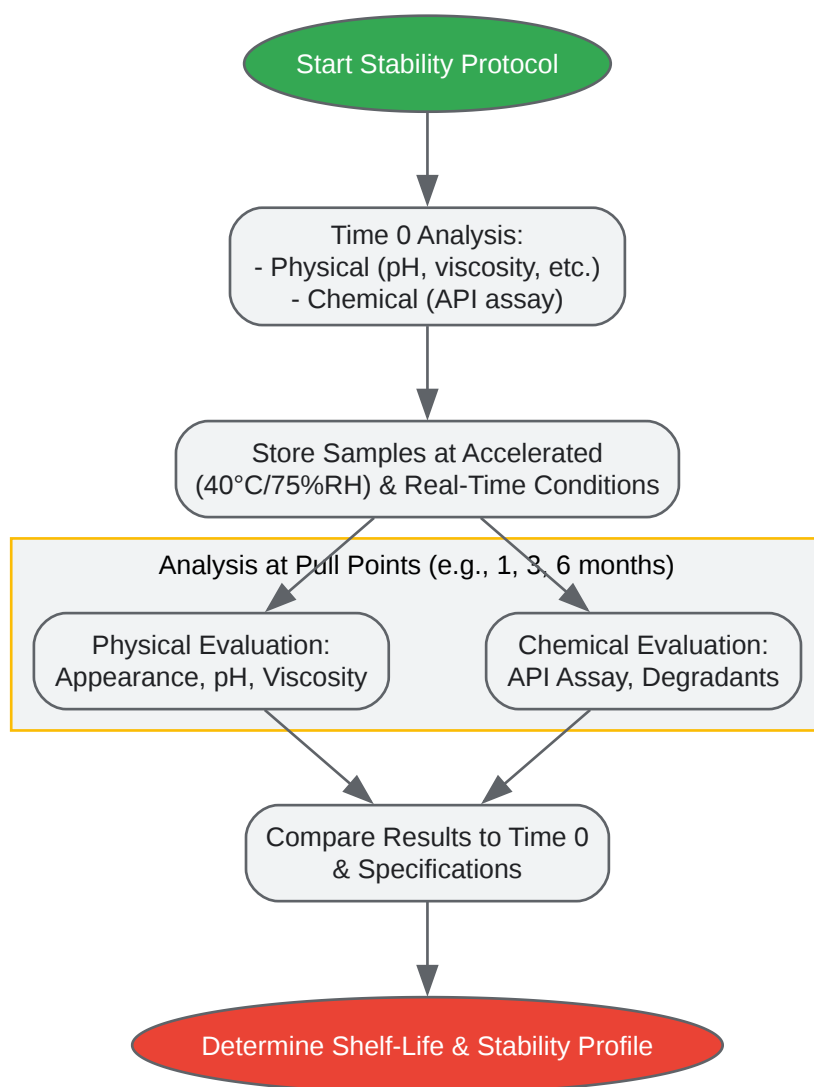 Start Stability Protocol
Time 0 Analysis:
- Physical (pH, viscosity, etc.)
- Chemical (API assay)
Store Samples at Accelerated
(40°C/75%RH) & Real-Time Conditions
Analysis at Pull Points (e.g., 1, 3, 6 months)
Physical Evaluation:
Appearance, pH, Viscosity
Chemical Evaluation:
API Assay, Degradants
Compare Results to Time 0
& Specifications
Determine Shelf-Life & Stability Profile